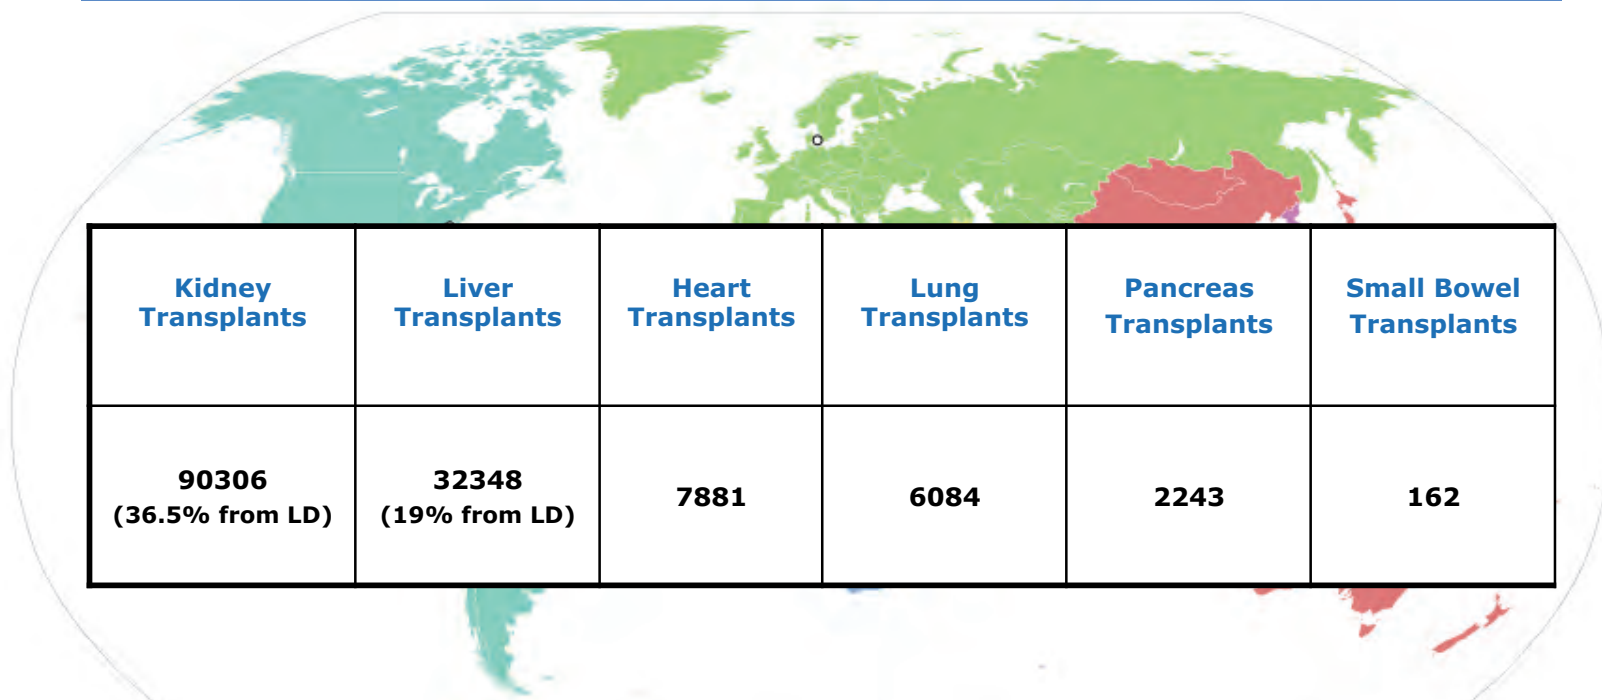 Kidney
Transplants
Liver
Transplants
Heart
Transplants
Lung
Transplants
Pancreas
Transplants
Small Bowel
Transplants
90306
(36.5% from LD)
32348
(19% from LD)
7881
6084
2243
162